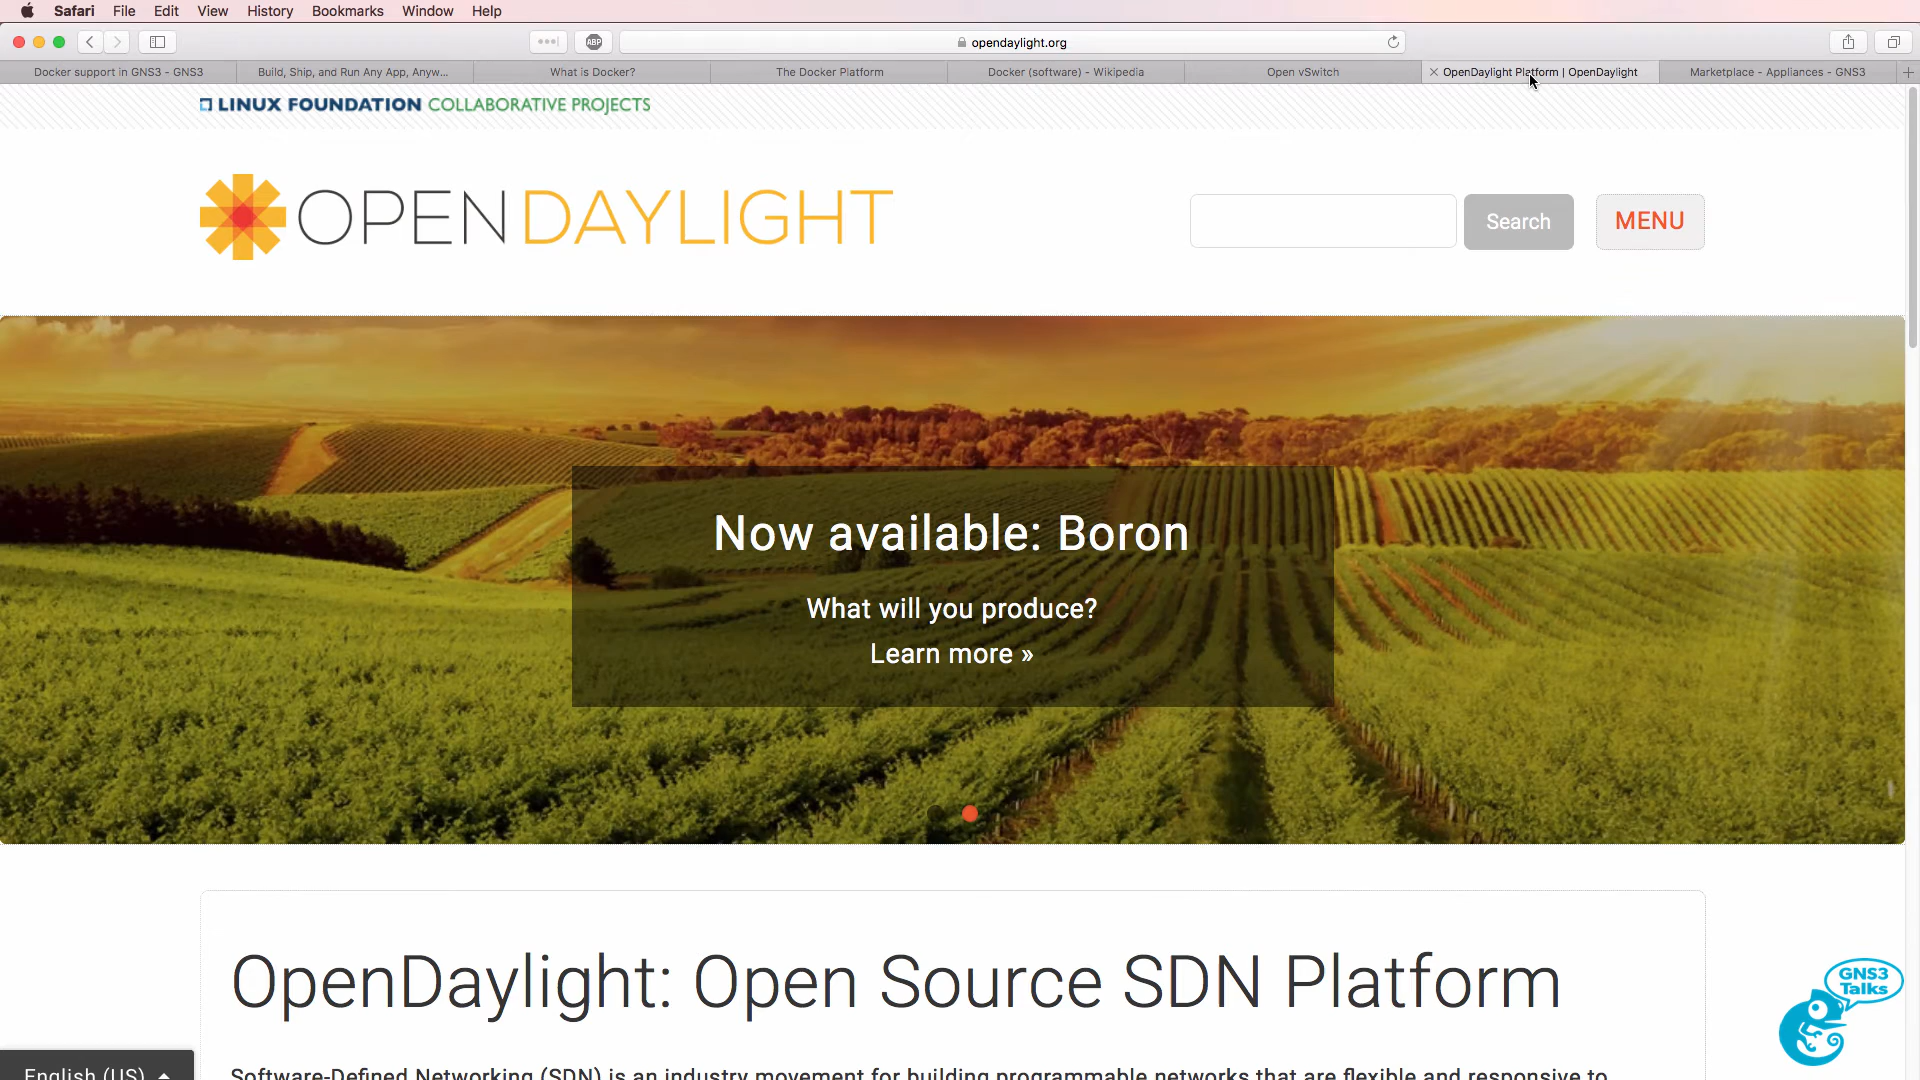 Safari File Edit View History Bookmarks Window Help
ABP
opendaylight.org
Docker support in GNS3 - GNS3
Build, Ship, and Run Any App, Anyw...
What is Docker?
The Docker Platform
Docker (software) - Wikipedia
Open vSwitch
OpenDaylight Platform | OpenDaylight
Marketplace - Appliances - GNS3
LINUX FOUNDATION COLLABORATIVE PROJECTS
OPENDAYLIGHT
Search
MENU
Now available: Boron
What will you produce?
Learn more »
OpenDaylight: Open Source SDN Platform
Software-Defined Networking (SDN) is an industry movement for building programmable networks that are flexible and responsive to
English (US)
GNS3
Talks